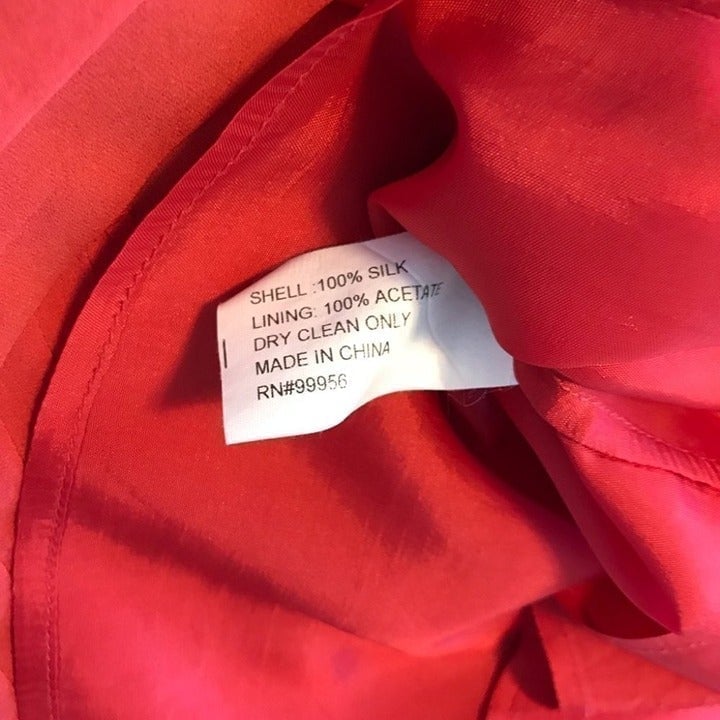 SHELL :100% SILK
LINING: 100% ACETATE
DRY CLEAN ONLY
MADE IN CHINA
RN#99956